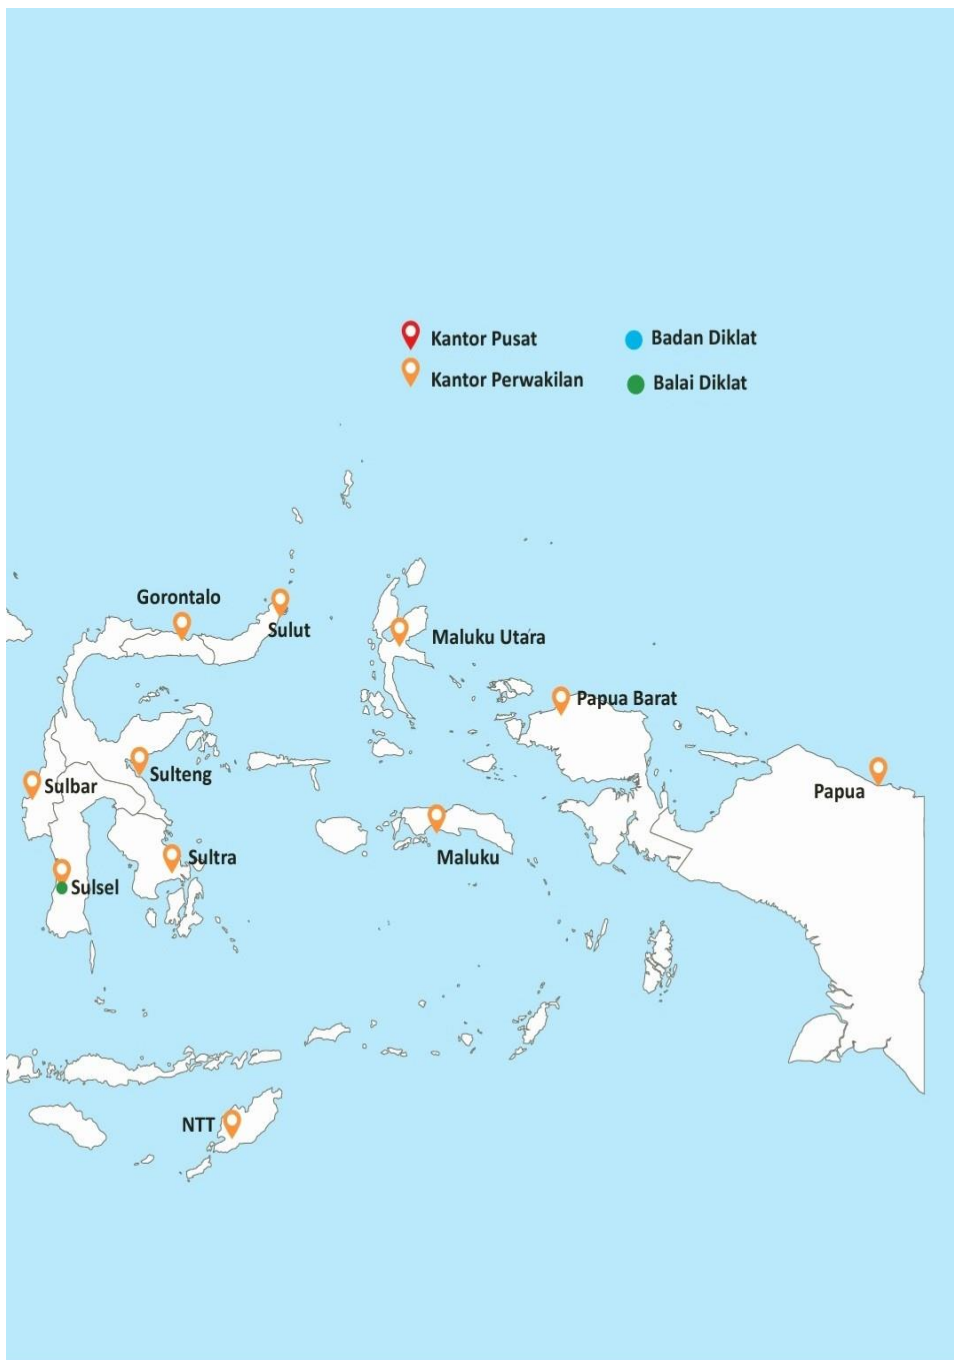 Kantor Pusat
Badan Diklat
Kantor Perwakilan
Balai Diklat
Gorontalo
Sulut
Maluku Utara
Papua Barat
Sulteng
Sulbar
Papua
Sultra
Maluku
Sulsel
NTT